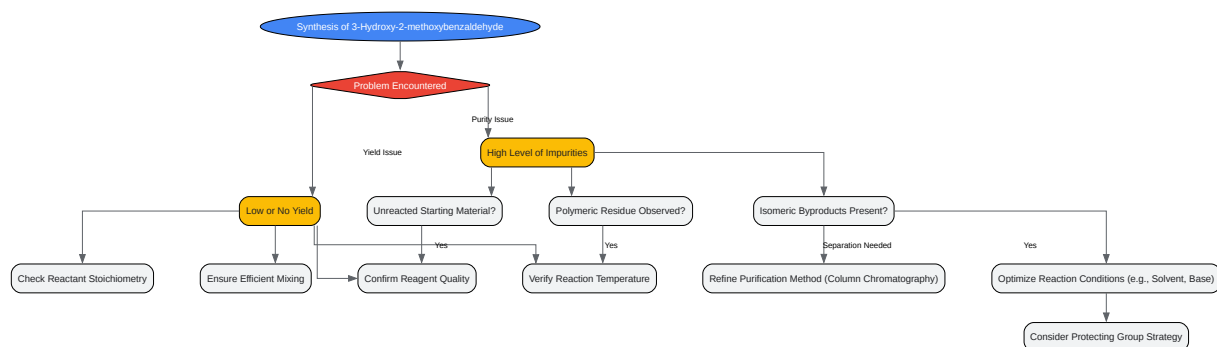 Synthesis of 3-Hydroxy-2-methoxybenzaldehyde
Problem Encountered
Purity Issue
Yield Issue
High Level of Impurities
Low or No Yield
Unreacted Starting Material?
Polymeric Residue Observed?
Isomeric Byproducts Present?
Yes
Yes
Separation Needed
Yes
Check Reactant Stoichiometry
Ensure Efficient Mixing
Confirm Reagent Quality
Verify Reaction Temperature
Refine Purification Method (Column Chromatography)
Optimize Reaction Conditions (e.g., Solvent, Base)
Consider Protecting Group Strategy